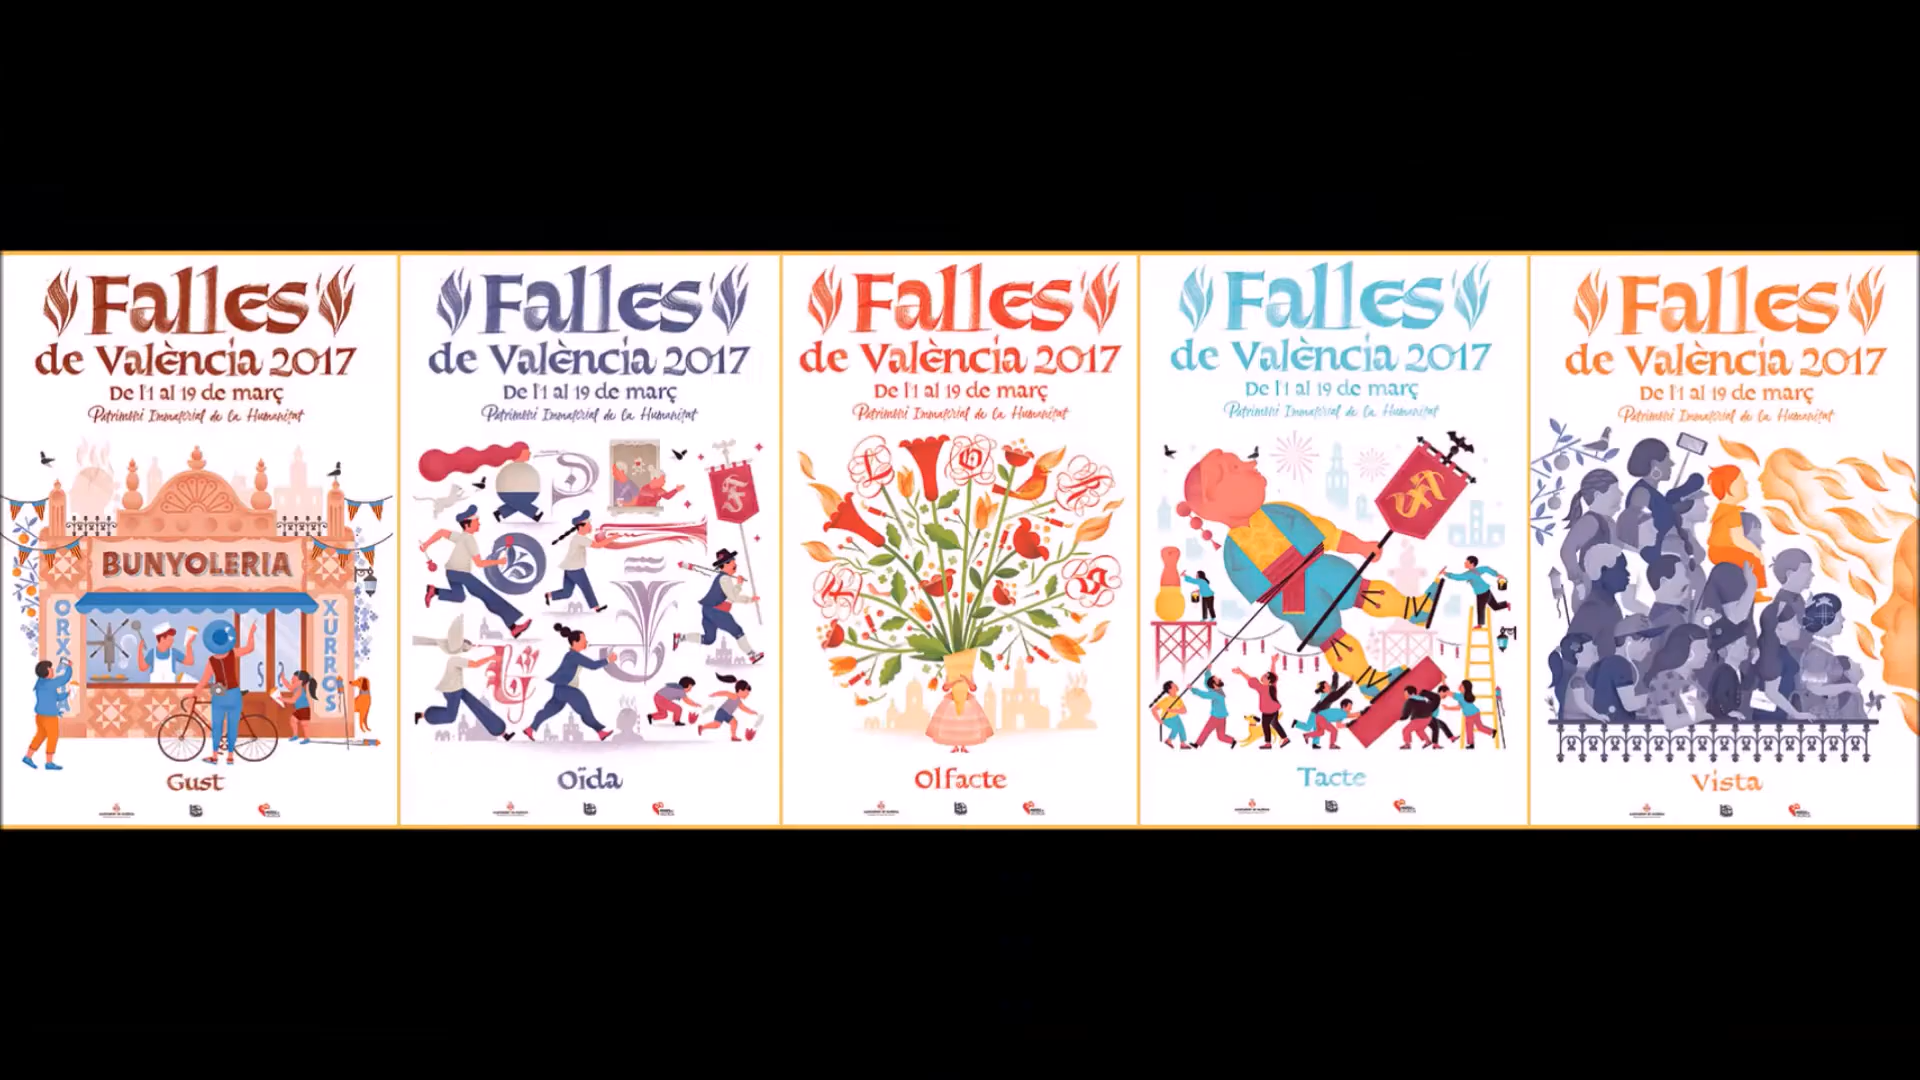 Falles
de València 2017
De l'1 al 19 de març
Patrimoni Immaterial de la Humanitat
BUNYOLERIA
ORXATA
XURROS
Gust
Falles
de València 2017
De l'1 al 19 de març
Patrimoni Immaterial de la Humanitat
F
Oïda
Falles
de València 2017
De l'1 al 19 de març
Patrimoni Immaterial de la Humanitat
Olfacte
Falles
de València 2017
De l'1 al 19 de març
Patrimoni Immaterial de la Humanitat
Tacte
Falles
de València 2017
De l'1 al 19 de març
Patrimoni Immaterial de la Humanitat
Vista